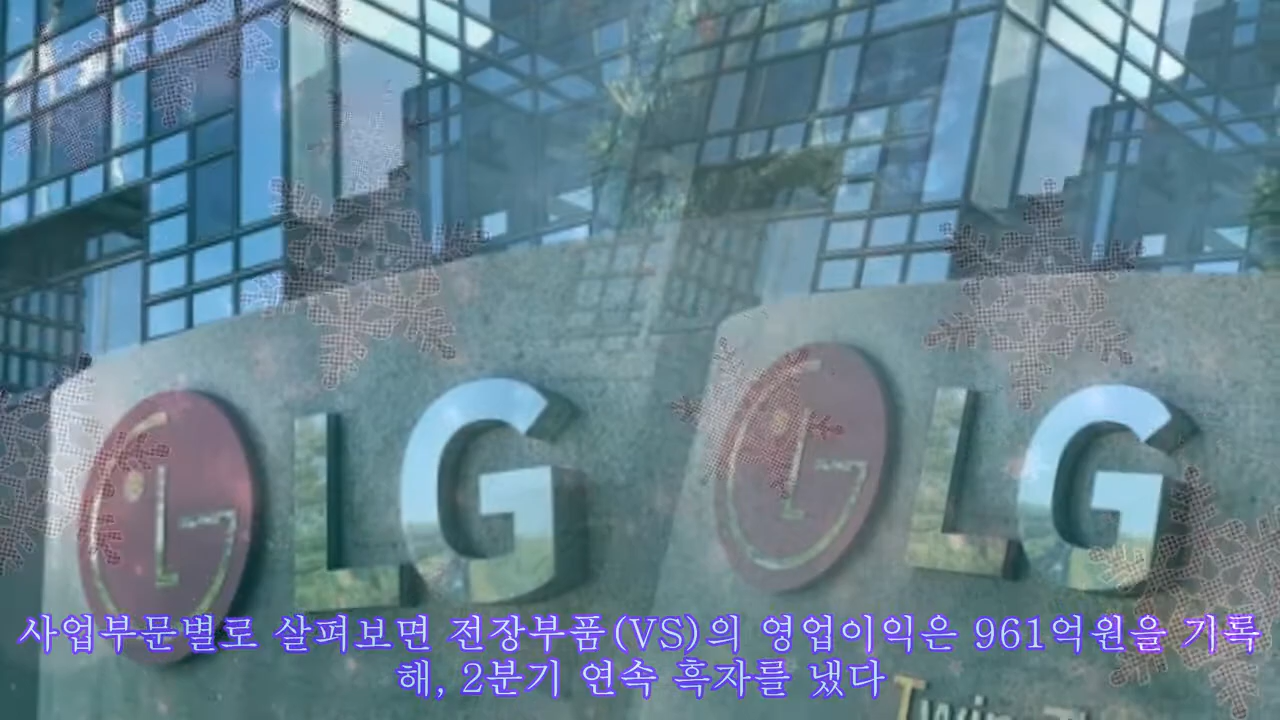 LG LG
사업부문별로 살펴보면 전장부품(VS)의 영업이익은 961억원을 기록
해, 2분기 연속 흑자를 냈다
Twin